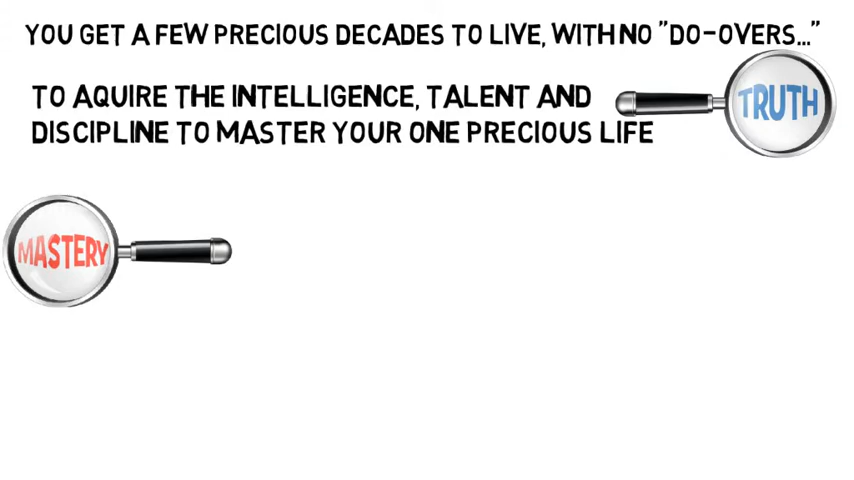 YOU GET A FEW PRECIOUS DECADES TO LIVE, WITH NO "DO-OVERS..."
TO AQUIRE THE INTELLIGENCE, TALENT AND
DISCIPLINE TO MASTER YOUR ONE PRECIOUS LIFE
TRUTH
MASTERY